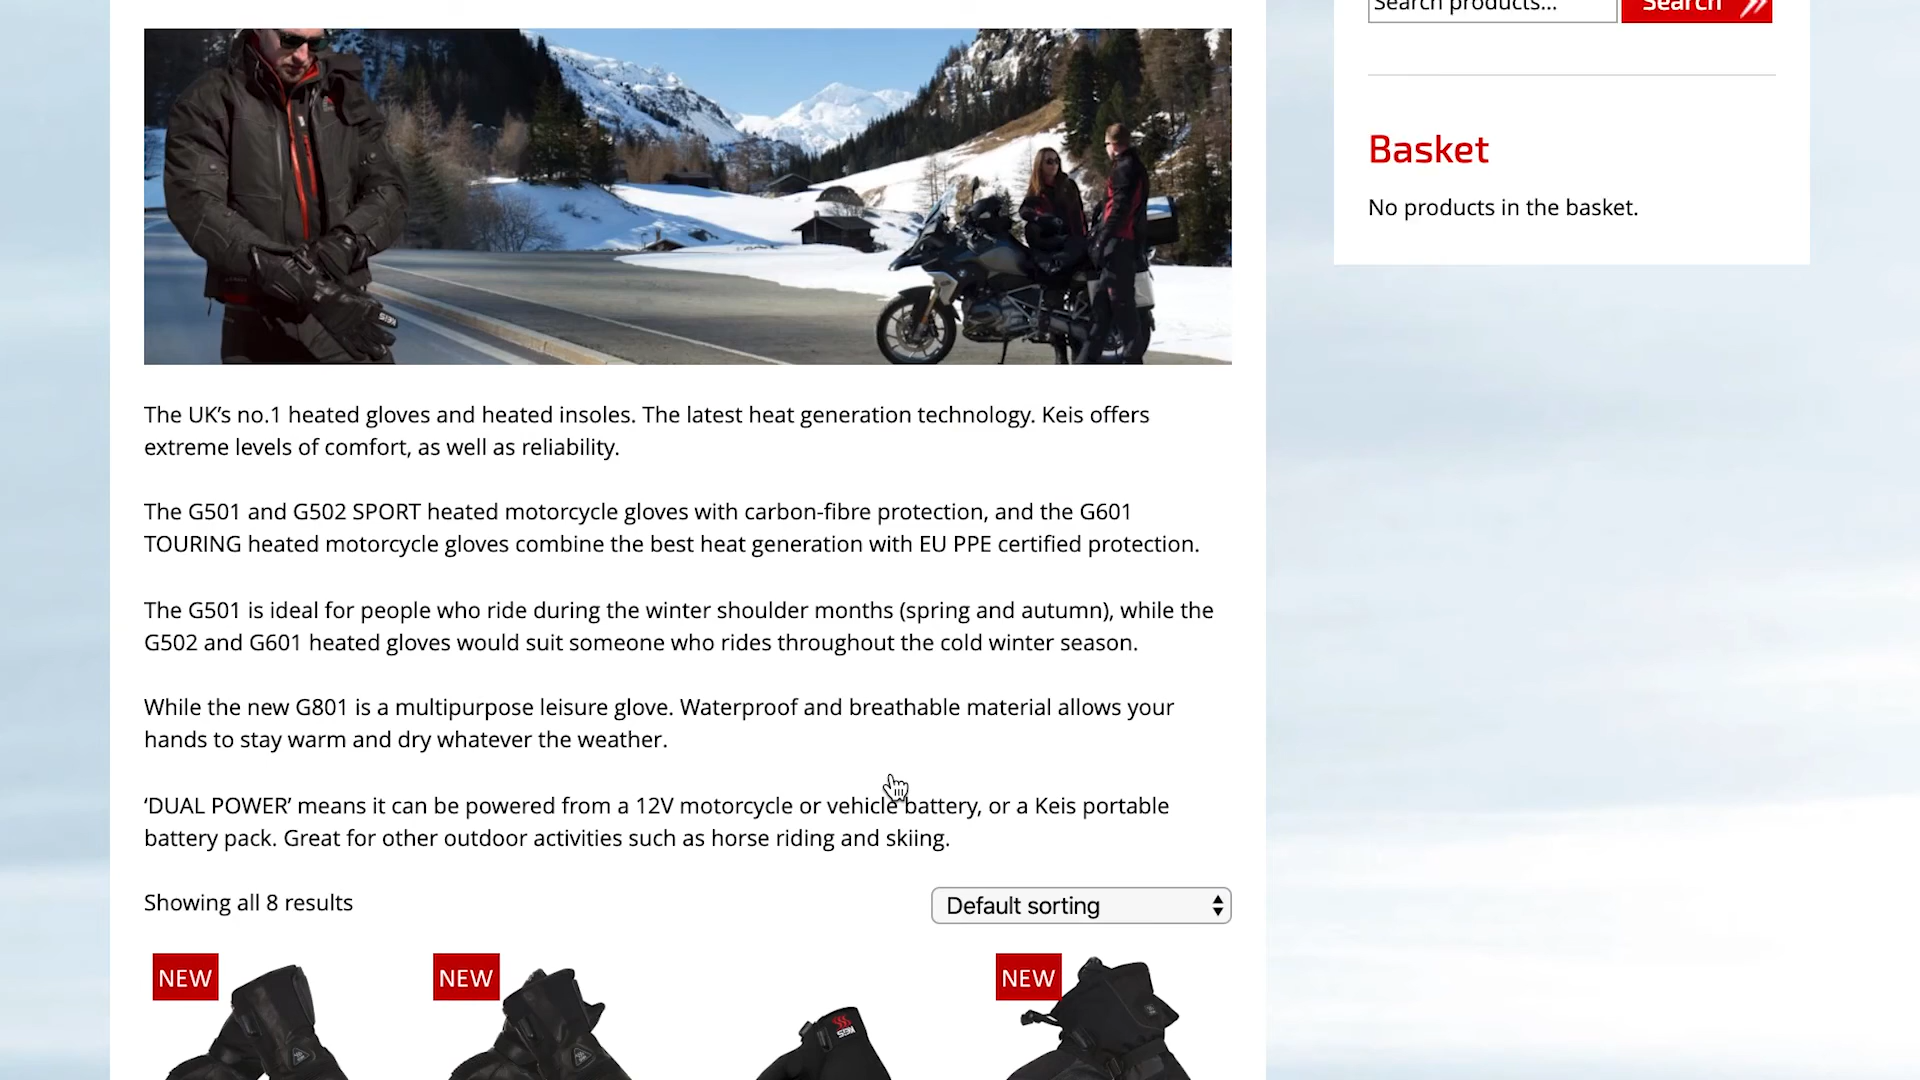 Search products...
Search
Basket
No products in the basket.
KEIS
The UK’s no.1 heated gloves and heated insoles. The latest heat generation technology. Keis offers
extreme levels of comfort, as well as reliability.
The G501 and G502 SPORT heated motorcycle gloves with carbon-fibre protection, and the G601
TOURING heated motorcycle gloves combine the best heat generation with EU PPE certified protection.
The G501 is ideal for people who ride during the winter shoulder months (spring and autumn), while the
G502 and G601 heated gloves would suit someone who rides throughout the cold winter season.
While the new G801 is a multipurpose leisure glove. Waterproof and breathable material allows your
hands to stay warm and dry whatever the weather.
‘DUAL POWER’ means it can be powered from a 12V motorcycle or vehicle battery, or a Keis portable
battery pack. Great for other outdoor activities such as horse riding and skiing.
Showing all 8 results
Default sorting
NEW
NEW
NEW
KEIS